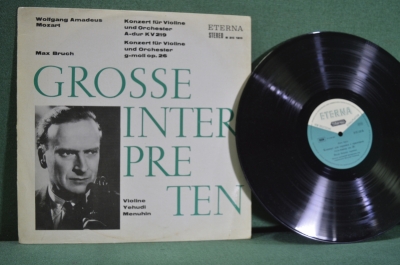 Wolfgang Amadeus
Mozart
Konzert für Violine
und Orchester
A-dur KV 219
ETERNA
STEREO
Max Bruch
Konzert für Violine
und Orchester
g-moll op. 26
GROSSE
INTER
PRE
TEN
Violine
Yehudi
Menuhin
ETERNA